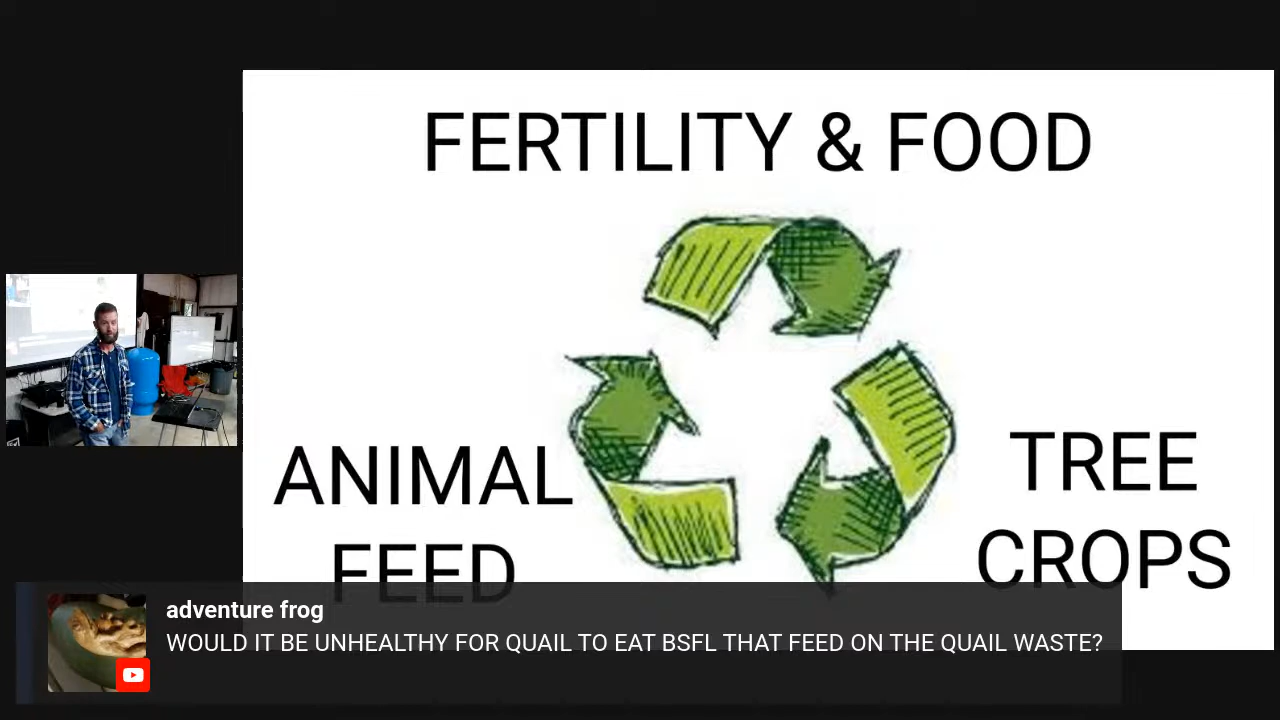 FERTILITY & FOOD
ANIMAL
FEED
TREE
CROPS
adventure frog
WOULD IT BE UNHEALTHY FOR QUAIL TO EAT BSFL THAT FEED ON THE QUAIL WASTE?